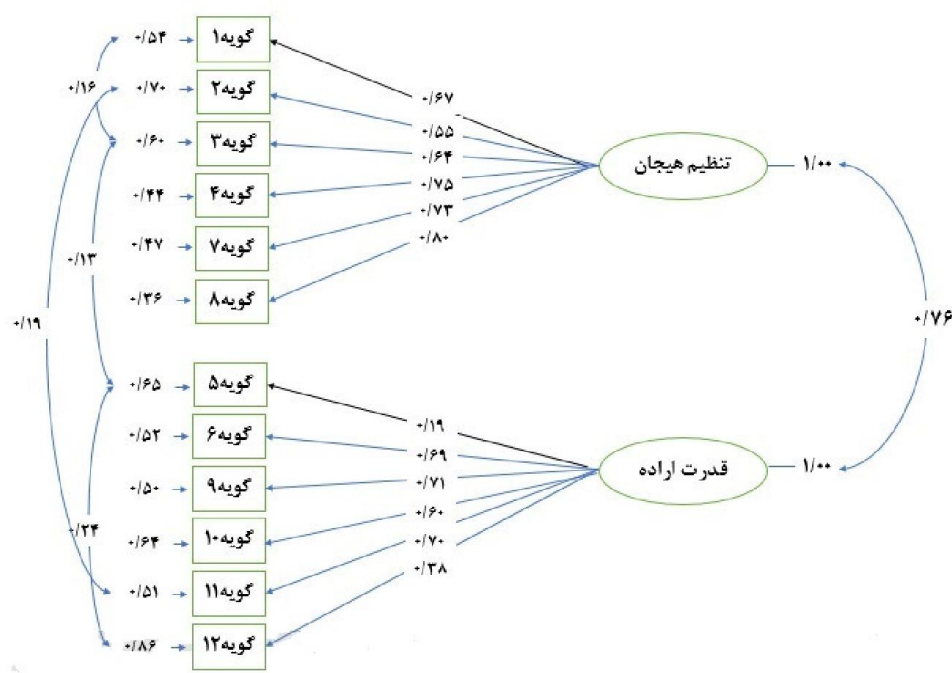 گویه۱
۰/۵۴
گویه۲
۰/۷۰
گویه۳
۰/۶۰
گویه۴
۰/۴۴
گویه۷
۰/۴۷
گویه۸
۰/۳۶
۰/۱۶
۰/۱۳
۰/۱۹
۰/۶۷
۰/۵۵
۰/۶۴
۰/۷۵
۰/۷۳
۰/۸۰
تنظیم هیجان
۱/۰۰
۰/۷۶
گویه۵
۰/۶۵
گویه۶
۰/۵۲
گویه۹
۰/۵۰
گویه۱۰
۰/۶۴
گویه۱۱
۰/۵۱
گویه۱۲
۰/۸۶
۰/۲۴
۰/۱۹
۰/۶۹
۰/۷۱
۰/۶۰
۰/۷۰
۰/۳۸
قدرت اراده
۱/۰۰